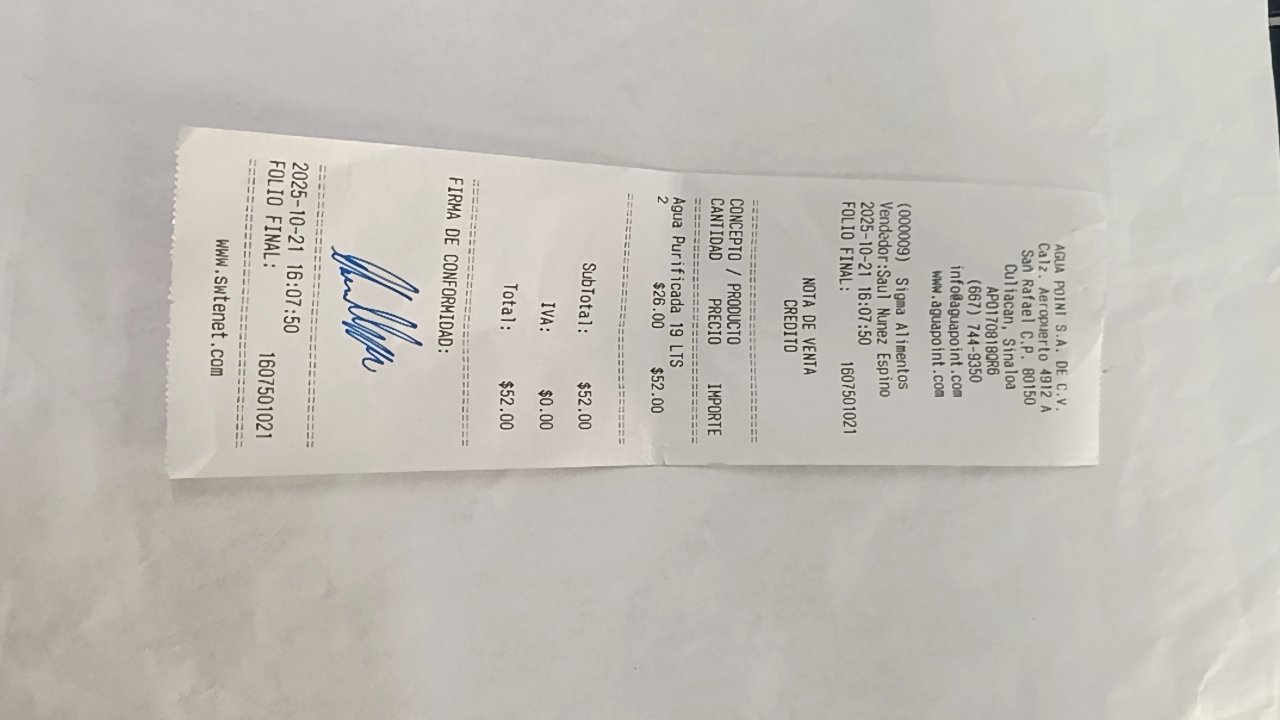 AGUA POINT S.A. DE C.V.
Calz. Aeropuerto 4912 A
San Rafael C.P. 80150
Culiacan, Sinaloa
APO170818QR6
(667) 744-9350
info@aguapoint.com
www.aguapoint.com
(000009) Sigma Alimentos
Vendedor:Saul Nunez Espino
2025-10-21 16:07:50
FOLIO FINAL: 1607501021
NOTA DE VENTA
CREDITO
CONCEPTO / PRODUCTO
CANTIDAD PRECIO IMPORTE
Agua Purificada 19 LTS
2 $26.00 $52.00
SubTotal: $52.00
IVA: $0.00
Total: $52.00
FIRMA DE CONFORMIDAD:
2025-10-21 16:07:50
FOLIO FINAL: 1607501021
www.swtenet.com